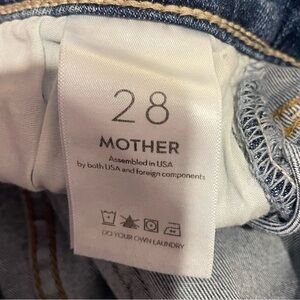 28
MOTHER
Assembled in USA
by both USA and foreign components
DO YOUR OWN LAUNDRY